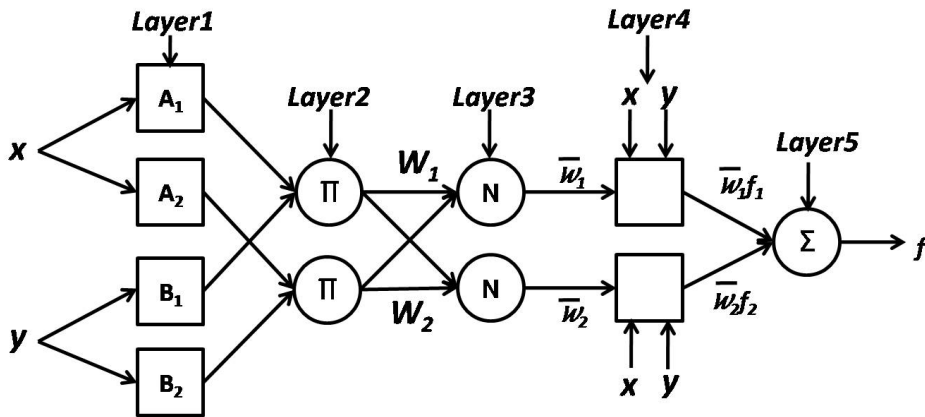 Layer1
Layer2
Layer3
Layer4
Layer5
x
y
A₁
A₂
B₁
B₂
Π
Π
W₁
W₂
N
N
w̅₁
w̅₂
x y
x y
w̅₁f₁
w̅₂f₂
Σ
f